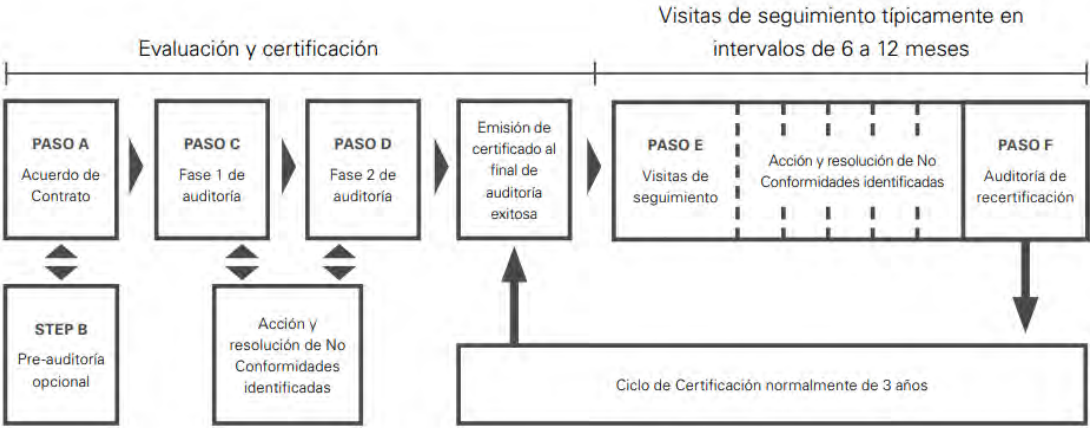 Visitas de seguimiento típicamente en
intervalos de 6 a 12 meses
Evaluación y certificación
PASO A
Acuerdo de
Contrato
PASO C
Fase 1 de
auditoría
PASO D
Fase 2 de
auditoría
Emisión de
certificado al
final de
auditoría
exitosa
PASO E
Visitas de
seguimiento
Acción y resolución de No
Conformidades identificadas
PASO F
Auditoría de
recertificación
STEP B
Pre-auditoría
opcional
Acción y
resolución de No
Conformidades
identificadas
Ciclo de Certificación normalmente de 3 años